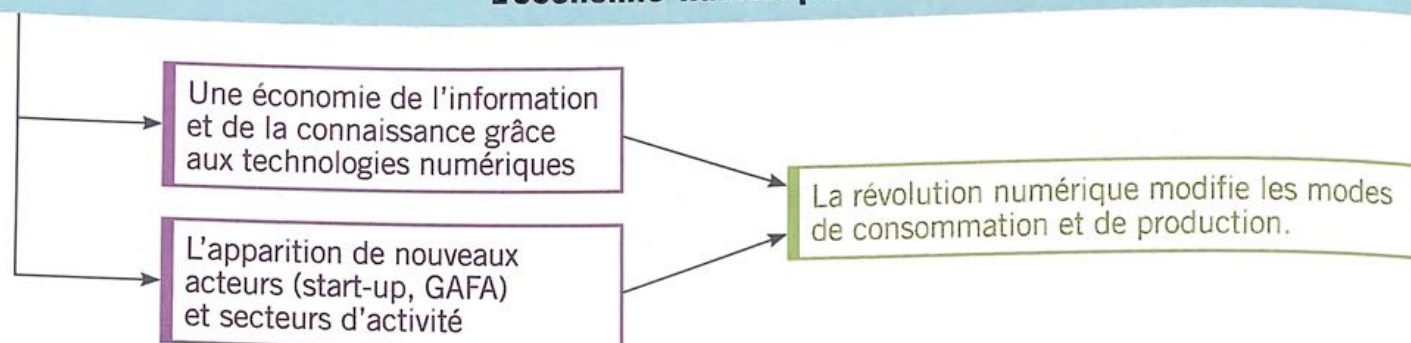 Une économie de l'information
et de la connaissance grâce
aux technologies numériques
L'apparition de nouveaux
acteurs (start-up, GAFA)
et secteurs d'activité
La révolution numérique modifie les modes
de consommation et de production.